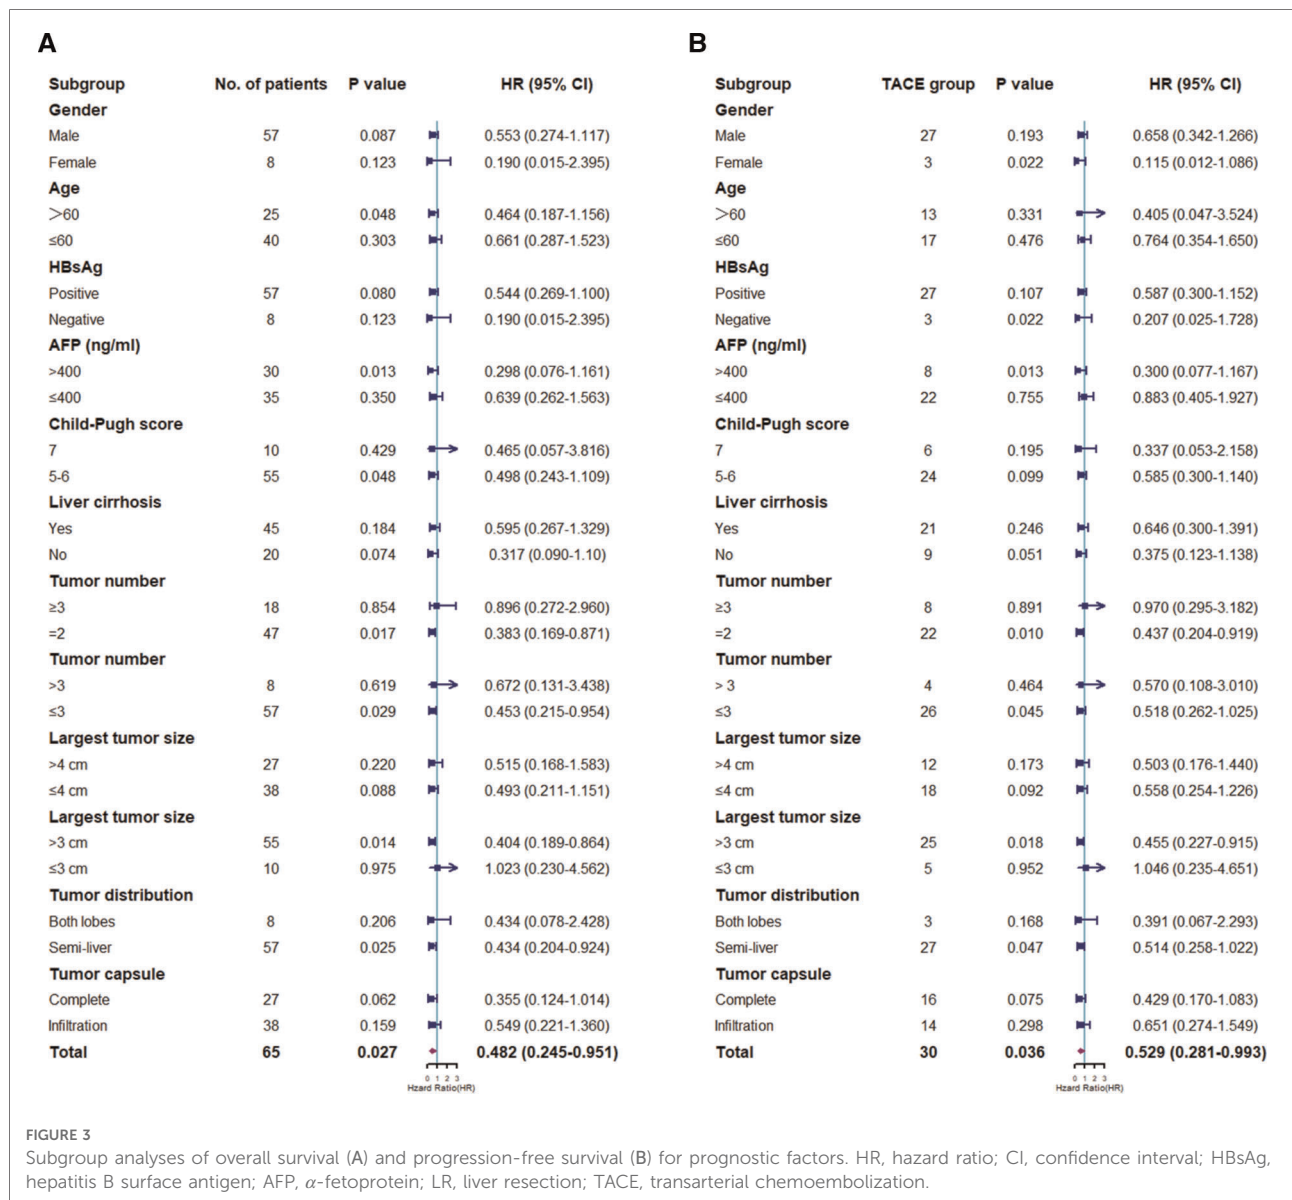 A
Subgroup No. of patients P value HR (95% CI)
Gender
Male 57 0.087 0.553 (0.274-1.117)
Female 8 0.123 0.190 (0.015-2.395)
Age
>60 25 0.048 0.464 (0.187-1.156)
≤60 40 0.303 0.661 (0.287-1.523)
HBsAg
Positive 57 0.080 0.544 (0.269-1.100)
Negative 8 0.123 0.190 (0.015-2.395)
AFP (ng/ml)
>400 30 0.013 0.298 (0.076-1.161)
≤400 35 0.350 0.639 (0.262-1.563)
Child-Pugh score
7 10 0.429 0.465 (0.057-3.816)
5-6 55 0.048 0.498 (0.243-1.109)
Liver cirrhosis
Yes 45 0.184 0.595 (0.267-1.329)
No 20 0.074 0.317 (0.090-1.10)
Tumor number
≥3 18 0.854 0.896 (0.272-2.960)
=2 47 0.017 0.383 (0.169-0.871)
Tumor number
>3 8 0.619 0.672 (0.131-3.438)
≤3 57 0.029 0.453 (0.215-0.954)
Largest tumor size
>4 cm 27 0.220 0.515 (0.168-1.583)
≤4 cm 38 0.088 0.493 (0.211-1.151)
Largest tumor size
>3 cm 55 0.014 0.404 (0.189-0.864)
≤3 cm 10 0.975 1.023 (0.230-4.562)
Tumor distribution
Both lobes 8 0.206 0.434 (0.078-2.428)
Semi-liver 57 0.025 0.434 (0.204-0.924)
Tumor capsule
Complete 27 0.062 0.355 (0.124-1.014)
Infiltration 38 0.159 0.549 (0.221-1.360)
Total 65 0.027 0.482 (0.245-0.951)
0 1 2 3
Hzard Ratio(HR)
B
Subgroup TACE group P value HR (95% CI)
Gender
Male 27 0.193 0.658 (0.342-1.266)
Female 3 0.022 0.115 (0.012-1.086)
Age
>60 13 0.331 0.405 (0.047-3.524)
≤60 17 0.476 0.764 (0.354-1.650)
HBsAg
Positive 27 0.107 0.587 (0.300-1.152)
Negative 3 0.022 0.207 (0.025-1.728)
AFP (ng/ml)
>400 8 0.013 0.300 (0.077-1.167)
≤400 22 0.755 0.883 (0.405-1.927)
Child-Pugh score
7 6 0.195 0.337 (0.053-2.158)
5-6 24 0.099 0.585 (0.300-1.140)
Liver cirrhosis
Yes 21 0.246 0.646 (0.300-1.391)
No 9 0.051 0.375 (0.123-1.138)
Tumor number
≥3 8 0.891 0.970 (0.295-3.182)
=2 22 0.010 0.437 (0.204-0.919)
Tumor number
> 3 4 0.464 0.570 (0.108-3.010)
≤3 26 0.045 0.518 (0.262-1.025)
Largest tumor size
>4 cm 12 0.173 0.503 (0.176-1.440)
≤4 cm 18 0.092 0.558 (0.254-1.226)
Largest tumor size
>3 cm 25 0.018 0.455 (0.227-0.915)
≤3 cm 5 0.952 1.046 (0.235-4.651)
Tumor distribution
Both lobes 3 0.168 0.391 (0.067-2.293)
Semi-liver 27 0.047 0.514 (0.258-1.022)
Tumor capsule
Complete 16 0.075 0.429 (0.170-1.083)
Infiltration 14 0.298 0.651 (0.274-1.549)
Total 30 0.036 0.529 (0.281-0.993)
0 1 2 3
Hzard Ratio(HR)
FIGURE 3
Subgroup analyses of overall survival (A) and progression-free survival (B) for prognostic factors. HR, hazard ratio; CI, confidence interval; HBsAg,
hepatitis B surface antigen; AFP, α-fetoprotein; LR, liver resection; TACE, transarterial chemoembolization.